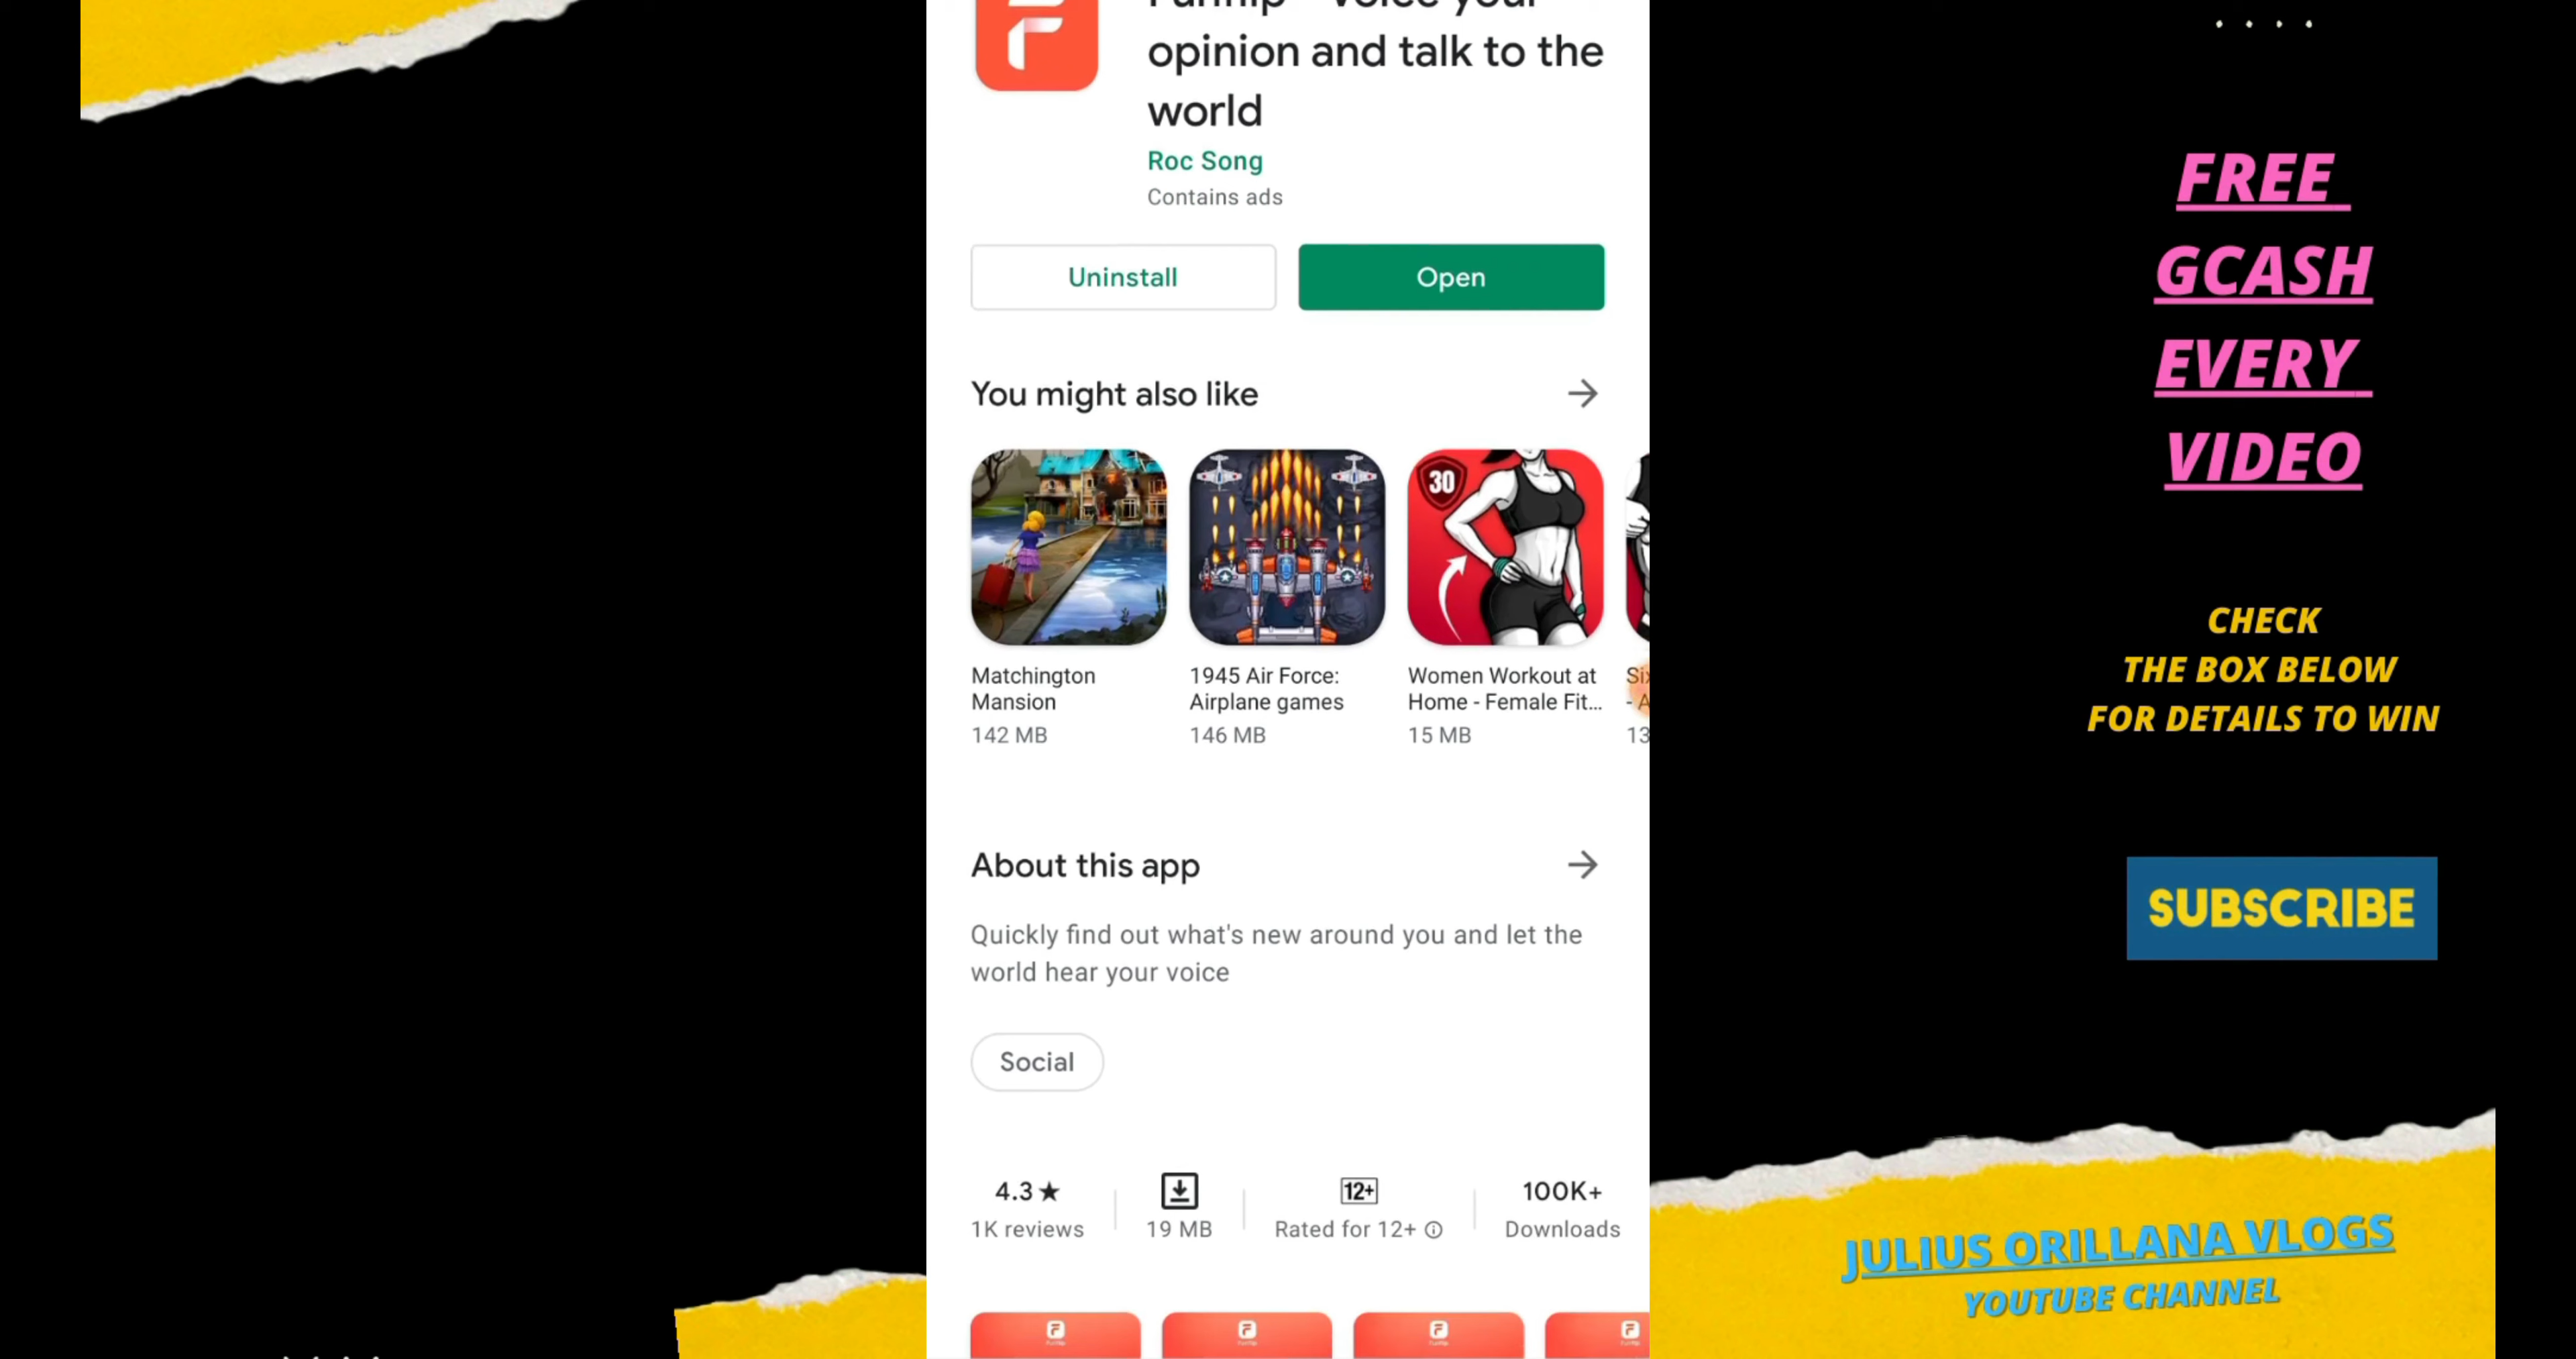 opinion and talk to the
world
Roc Song
Contains ads
Uninstall
Open
You might also like
30
Matchington
Mansion
142 MB
1945 Air Force:
Airplane games
146 MB
Women Workout at
Home - Female Fit...
15 MB
About this app
Quickly find out what's new around you and let the
world hear your voice
Social
4.3★
1K reviews
19 MB
12+
Rated for 12+
100K+
Downloads
FREE
GCASH
EVERY
VIDEO
CHECK
THE BOX BELOW
FOR DETAILS TO WIN
SUBSCRIBE
JULIUS ORILLANA VLOGS
YOUTUBE CHANNEL